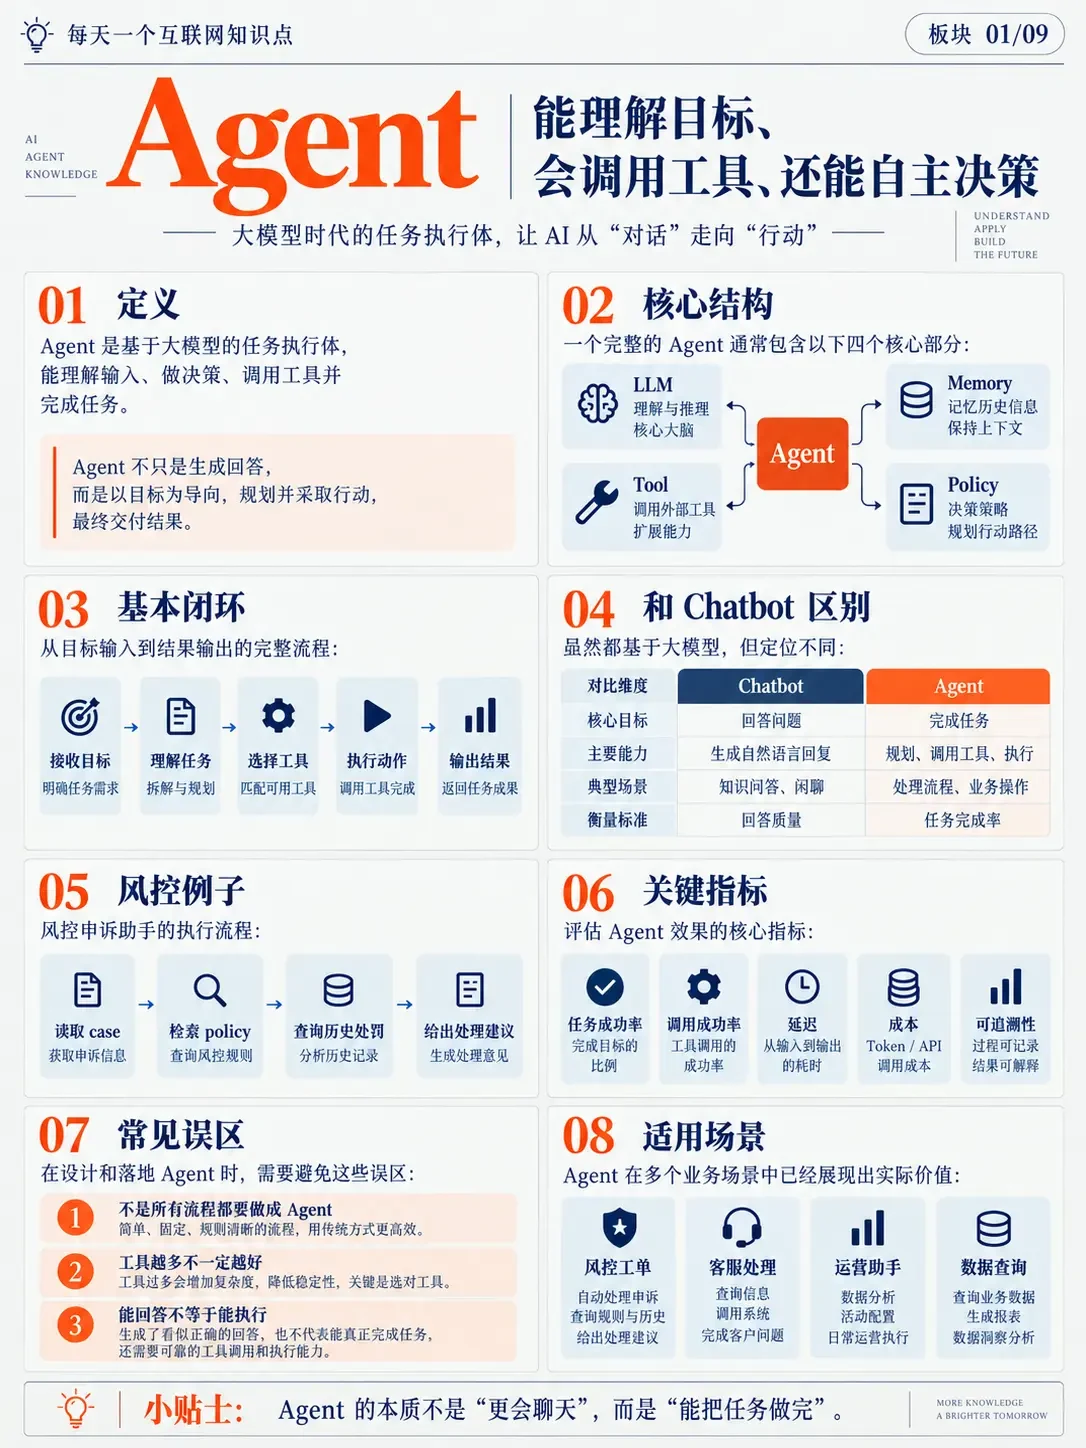 每天一个互联网知识点
板块 01/09
AI
AGENT
KNOWLEDGE
Agent
能理解目标、
会调用工具、还能自主决策
大模型时代的任务执行体，让 AI 从“对话”走向“行动”
UNDERSTAND
APPLY
BUILD
THE FUTURE
01 定义
Agent 是基于大模型的任务执行体，
能理解输入、做决策、调用工具并
完成任务。
Agent 不只是生成回答，
而是以目标为导向，规划并采取行动，
最终交付结果。
02 核心结构
一个完整的 Agent 通常包含以下四个核心部分：
LLM
理解与推理
核心大脑
Memory
记忆历史信息
保持上下文
Agent
Tool
调用外部工具
扩展能力
Policy
决策策略
规划行动路径
03 基本闭环
从目标输入到结果输出的完整流程：
接收目标
明确任务需求
理解任务
拆解与规划
选择工具
匹配可用工具
执行动作
调用工具完成
输出结果
返回任务成果
04 和 Chatbot 区别
虽然都基于大模型，但定位不同：
对比维度 Chatbot Agent
核心目标 回答问题 完成任务
主要能力 生成自然语言回复 规划、调用工具、执行
典型场景 知识问答、闲聊 处理流程、业务操作
衡量标准 回答质量 任务完成率
05 风控例子
风控申诉助手的执行流程：
读取 case
获取申诉信息
检索 policy
查询风控规则
查询历史处罚
分析历史记录
给出处理建议
生成处理意见
06 关键指标
评估 Agent 效果的核心指标：
任务成功率
完成目标的
比例
调用成功率
工具调用的
成功率
延迟
从输入到输出
的耗时
成本
Token / API
调用成本
可追溯性
过程可记录
结果可解释
07 常见误区
在设计和落地 Agent 时，需要避免这些误区：
1 不是所有流程都要做成 Agent
简单、固定、规则清晰的流程，用传统方式更高效。
2 工具越多不一定越好
工具过多会增加复杂度，降低稳定性，关键是选对工具。
3 能回答不等于能执行
生成了看似正确的回答，也不代表能真正完成任务，
还需要可靠的工具调用和执行能力。
08 适用场景
Agent 在多个业务场景中已经展现出实际价值：
风控工单
自动处理申诉
查询规则与历史
给出处理建议
客服处理
查询信息
调用系统
完成客户问题
运营助手
数据分析
活动配置
日常运营执行
数据查询
查询业务数据
生成报表
数据洞察分析
小贴士： Agent 的本质不是“更会聊天”，而是“能把任务做完”。
MORE KNOWLEDGE
A BRIGHTER TOMORROW